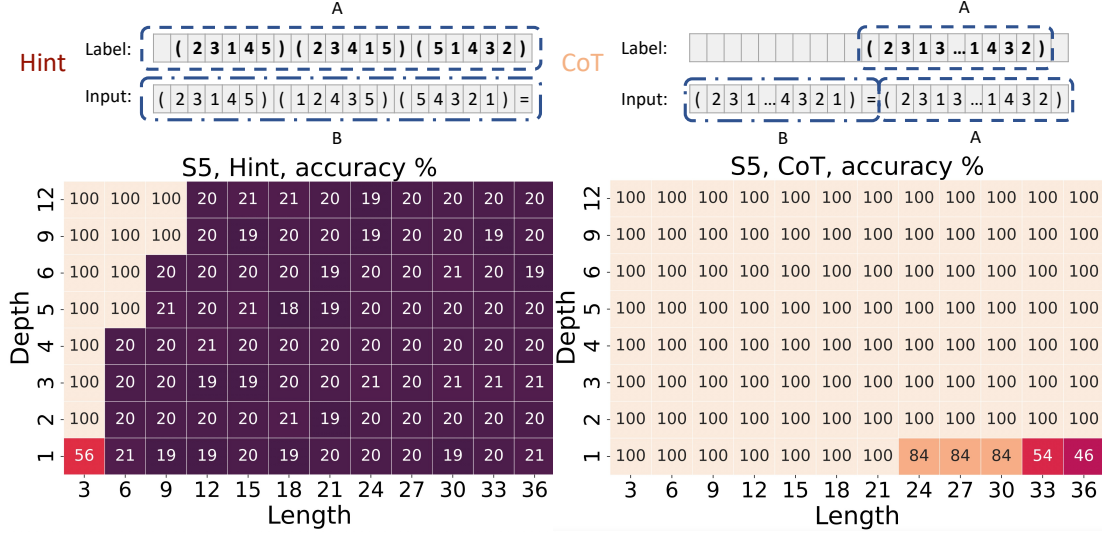 A
Hint
Label: ( 2 3 1 4 5 ) ( 2 3 4 1 5 ) ( 5 1 4 3 2 )
Input: ( 2 3 1 4 5 ) ( 1 2 4 3 5 ) ( 5 4 3 2 1 ) =
B
S5, Hint, accuracy %
Depth
12 100 100 100 20 21 21 20 19 20 20 20 20
9 100 100 100 20 19 20 20 19 20 20 19 20
6 100 100 20 20 20 20 19 20 20 21 20 19
5 100 100 21 20 21 18 19 20 20 20 20 20
4 100 20 20 21 20 20 20 20 20 20 20 20
3 100 20 20 19 19 20 20 21 20 21 21 21
2 100 20 20 20 20 21 19 20 20 20 20 20
1 56 21 19 19 20 19 20 20 20 19 20 21
3 6 9 12 15 18 21 24 27 30 33 36
Length
A
CoT
Label: ( 2 3 1 3 ... 1 4 3 2 )
Input: ( 2 3 1 ... 4 3 2 1 ) = ( 2 3 1 3 ... 1 4 3 2 )
B A
S5, CoT, accuracy %
Depth
12 100 100 100 100 100 100 100 100 100 100 100 100
9 100 100 100 100 100 100 100 100 100 100 100 100
6 100 100 100 100 100 100 100 100 100 100 100 100
5 100 100 100 100 100 100 100 100 100 100 100 100
4 100 100 100 100 100 100 100 100 100 100 100 100
3 100 100 100 100 100 100 100 100 100 100 100 100
2 100 100 100 100 100 100 100 100 100 100 100 100
1 100 100 100 100 100 100 100 84 84 84 54 46
3 6 9 12 15 18 21 24 27 30 33 36
Length